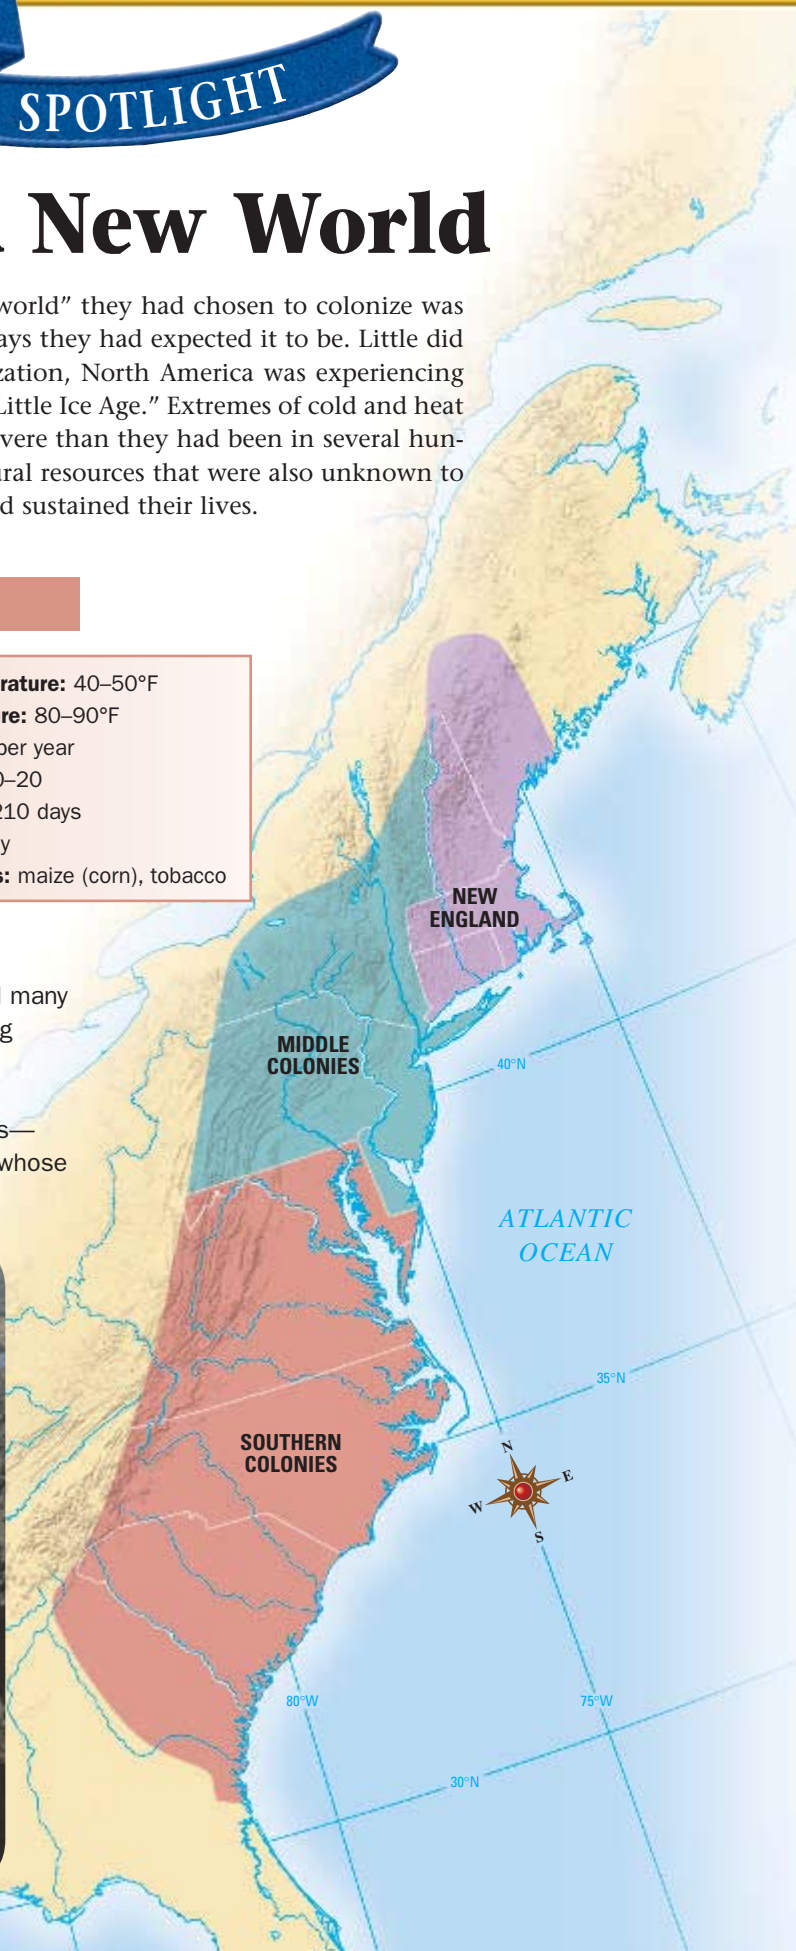 SPOTLIGHT
New World
world” they had chosen to colonize was
ays they had expected it to be. Little did
zation, North America was experiencing
Little Ice Age.” Extremes of cold and heat
vere than they had been in several hun-
ural resources that were also unknown to
d sustained their lives.
rature: 40–50°F
re: 80–90°F
per year
0–20
210 days
y
s: maize (corn), tobacco
many
g
s—
whose
NEW
ENGLAND
MIDDLE
COLONIES
40°N
ATLANTIC
OCEAN
35°N
SOUTHERN
COLONIES
N
E
W
S
80°W
75°W
30°N